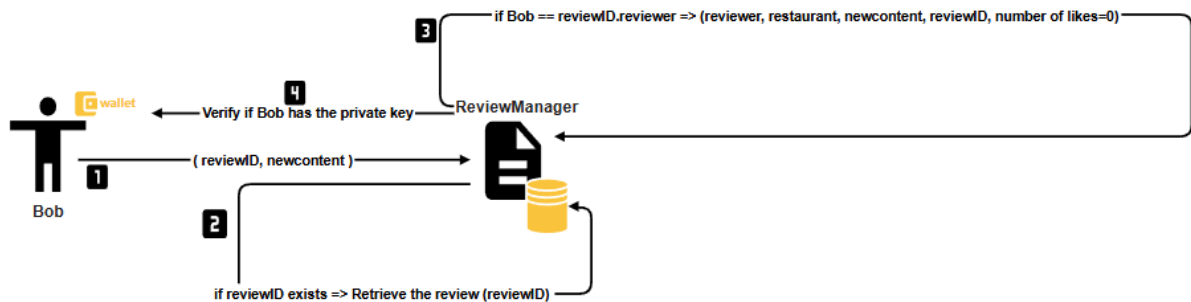 if Bob == reviewID.reviewer => (reviewer, restaurant, newcontent, reviewID, number of likes=0)
3
4
wallet
Verify if Bob has the private key
ReviewManager
( reviewID, newcontent )
1
Bob
2
if reviewID exists => Retrieve the review (reviewID)